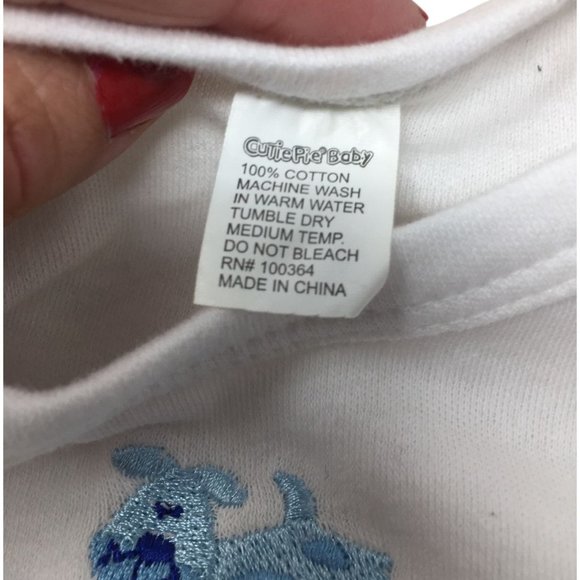 CutiePie Baby
100% COTTON
MACHINE WASH
IN WARM WATER
TUMBLE DRY
MEDIUM TEMP.
DO NOT BLEACH
RN# 100364
MADE IN CHINA